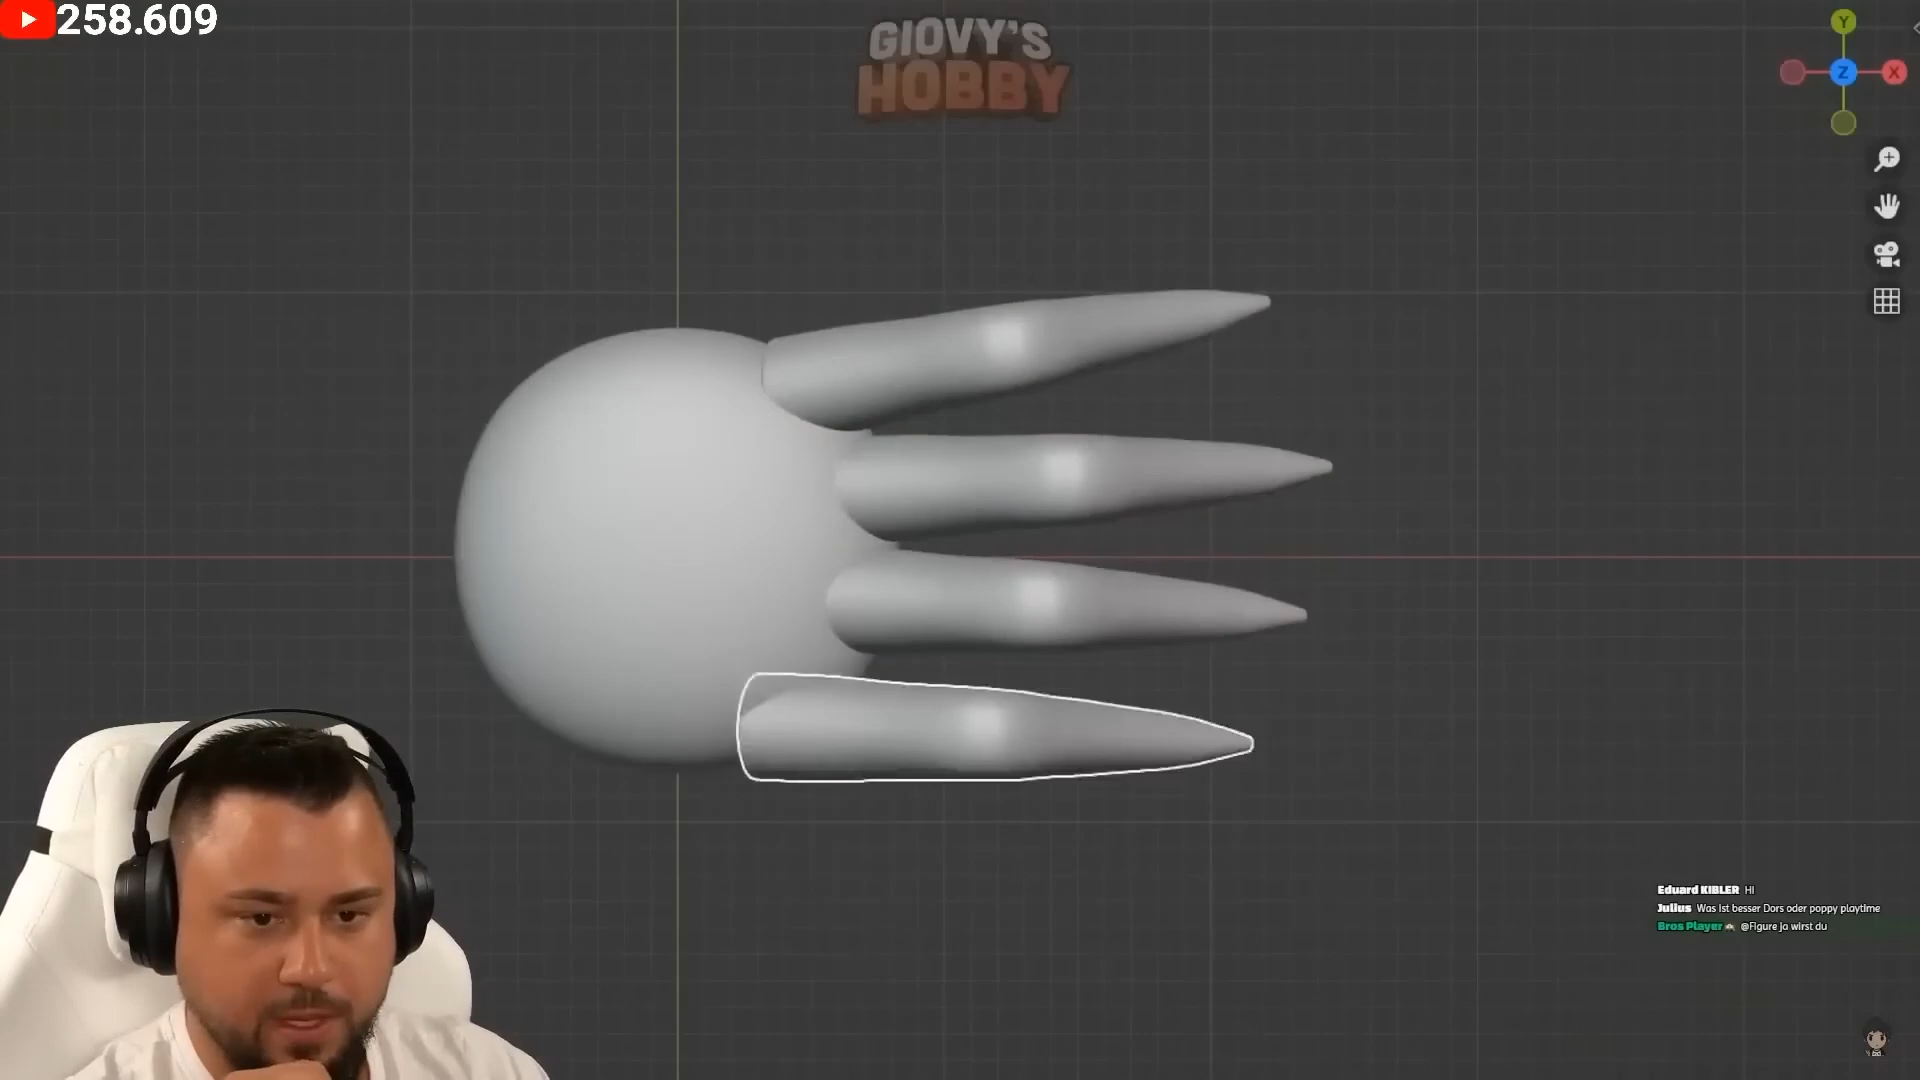 258.609
GIOVY'S
HOBBY
Y
Z
X
Eduard KIBLER HI
Julius Was ist besser Dors oder poppy playtime
Bros Player @Figure ja wirst du